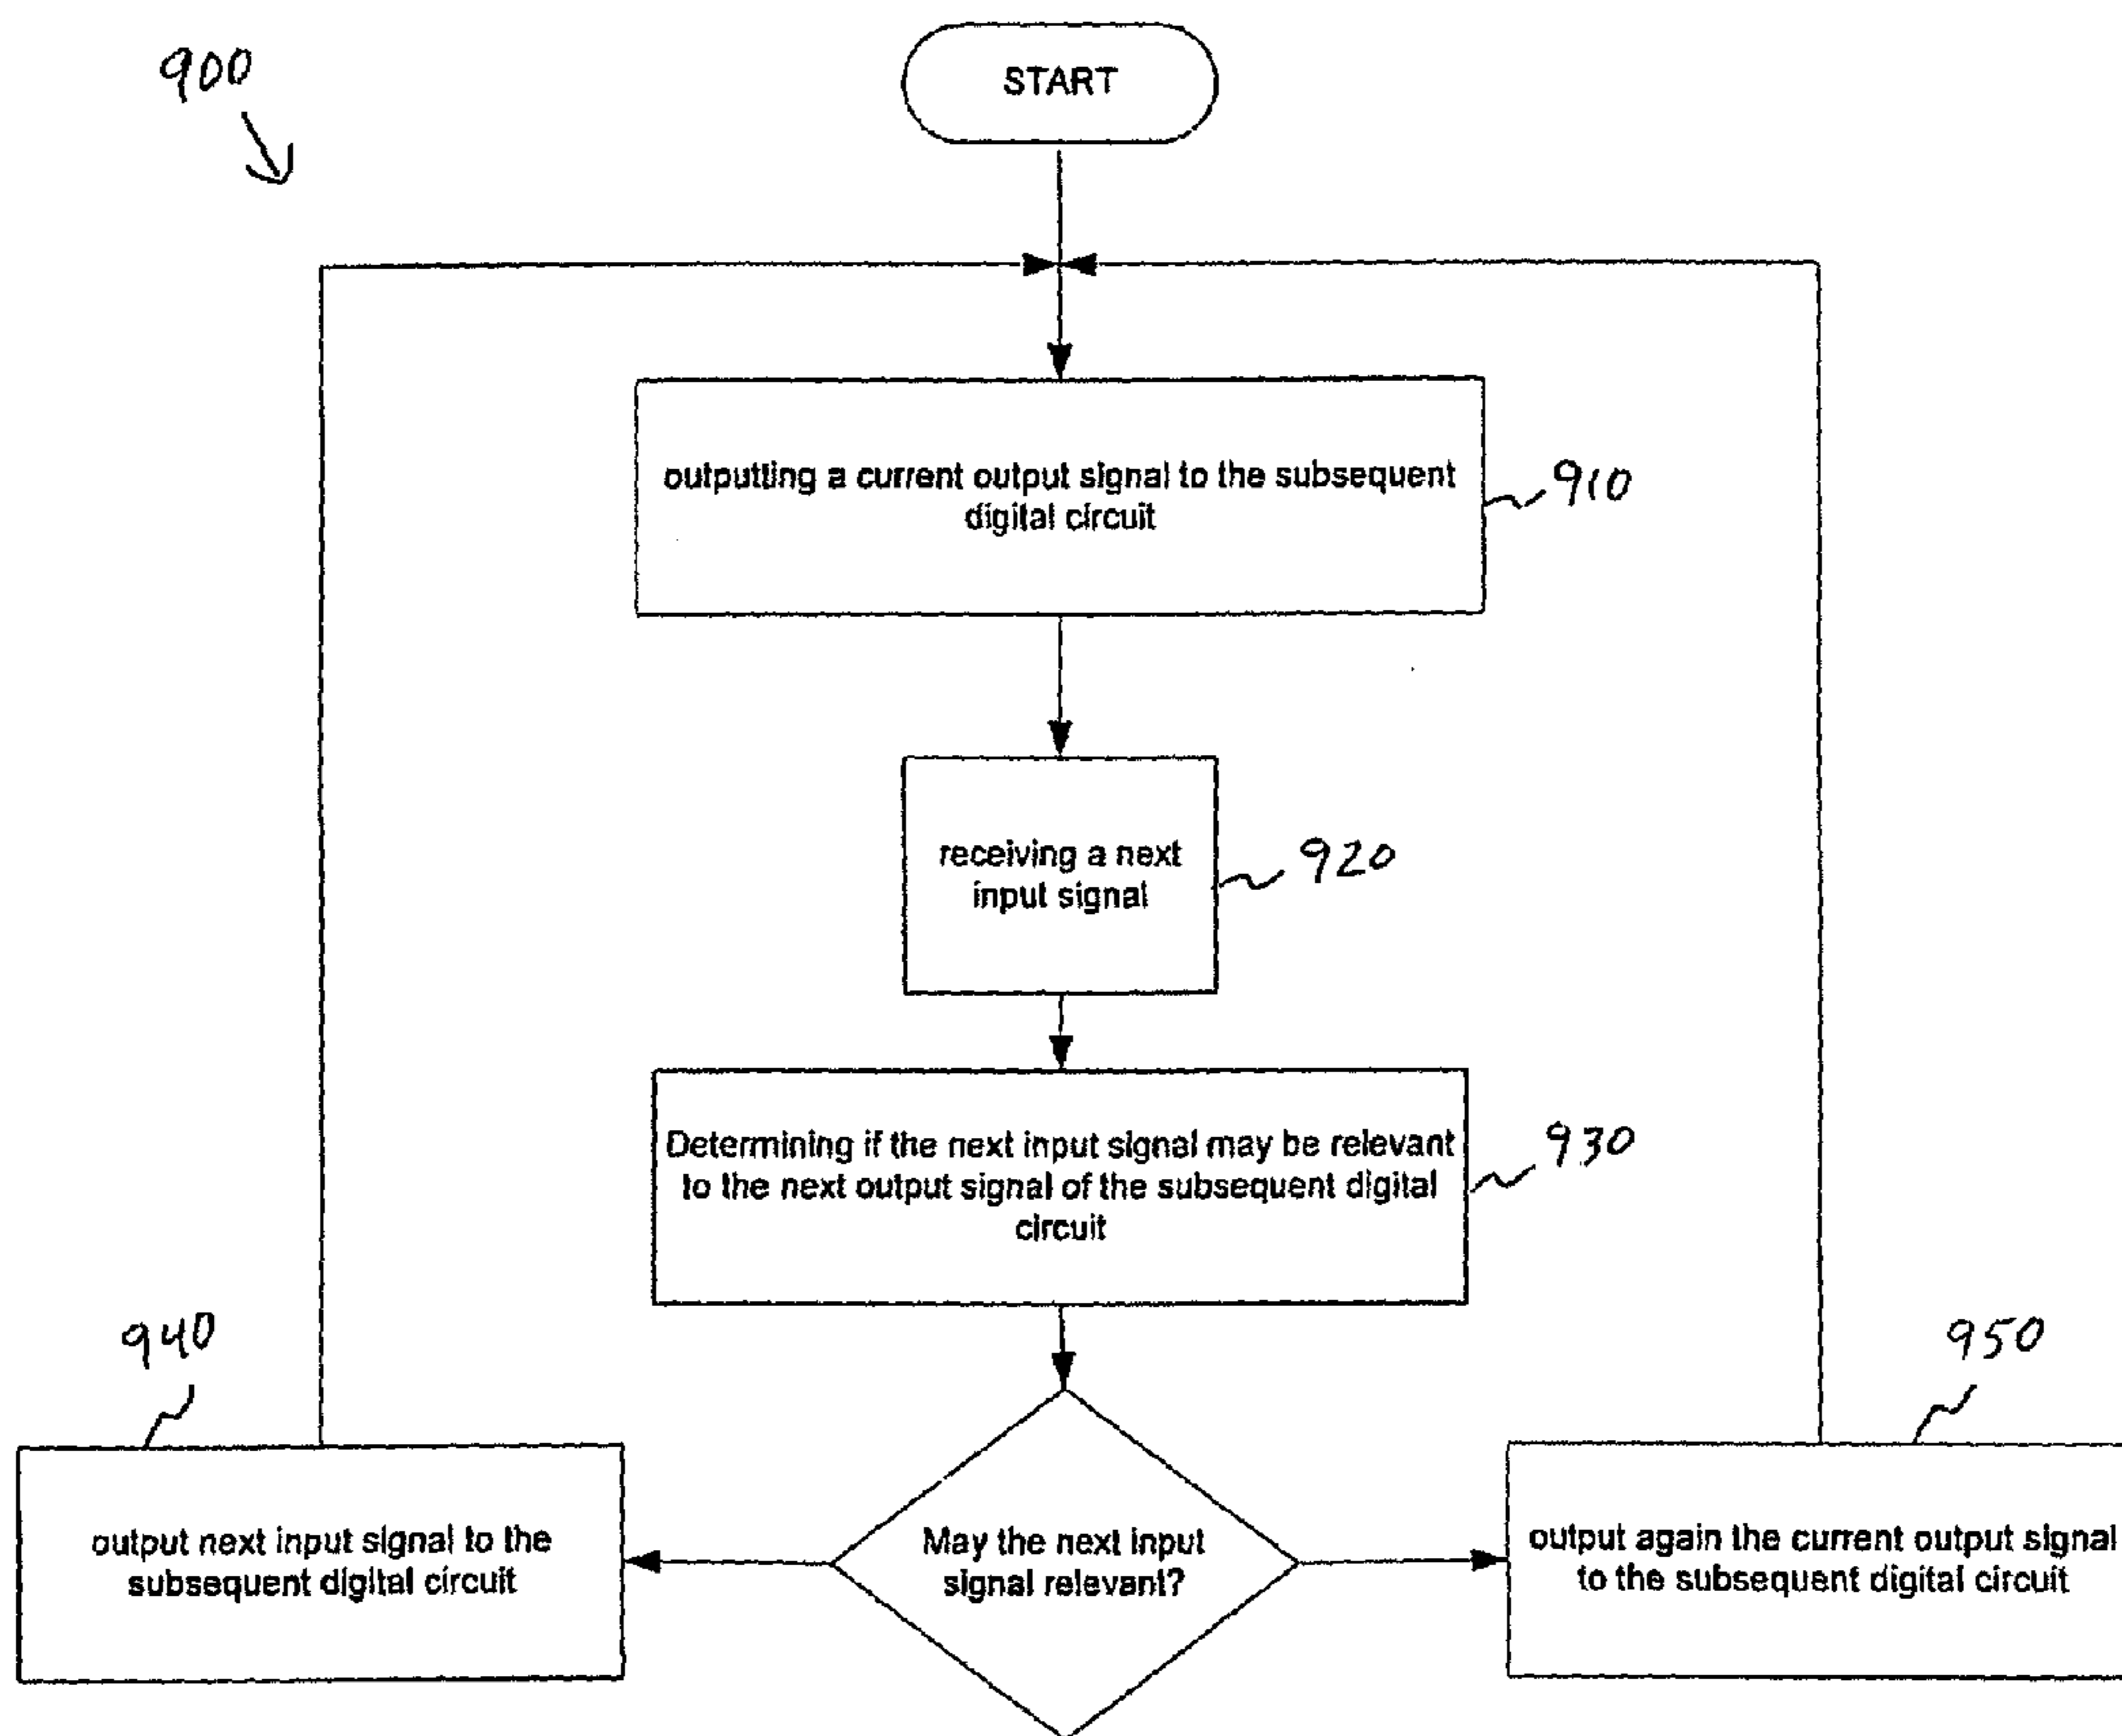 900
START
outputting a current output signal to the subsequent
digital circuit
910
receiving a next
input signal
920
Determining if the next input signal may be relevant
to the next output signal of the subsequent digital
circuit
930
940
950
output next input signal to the
subsequent digital circuit
May the next input
signal relevant?
output again the current output signal
to the subsequent digital circuit